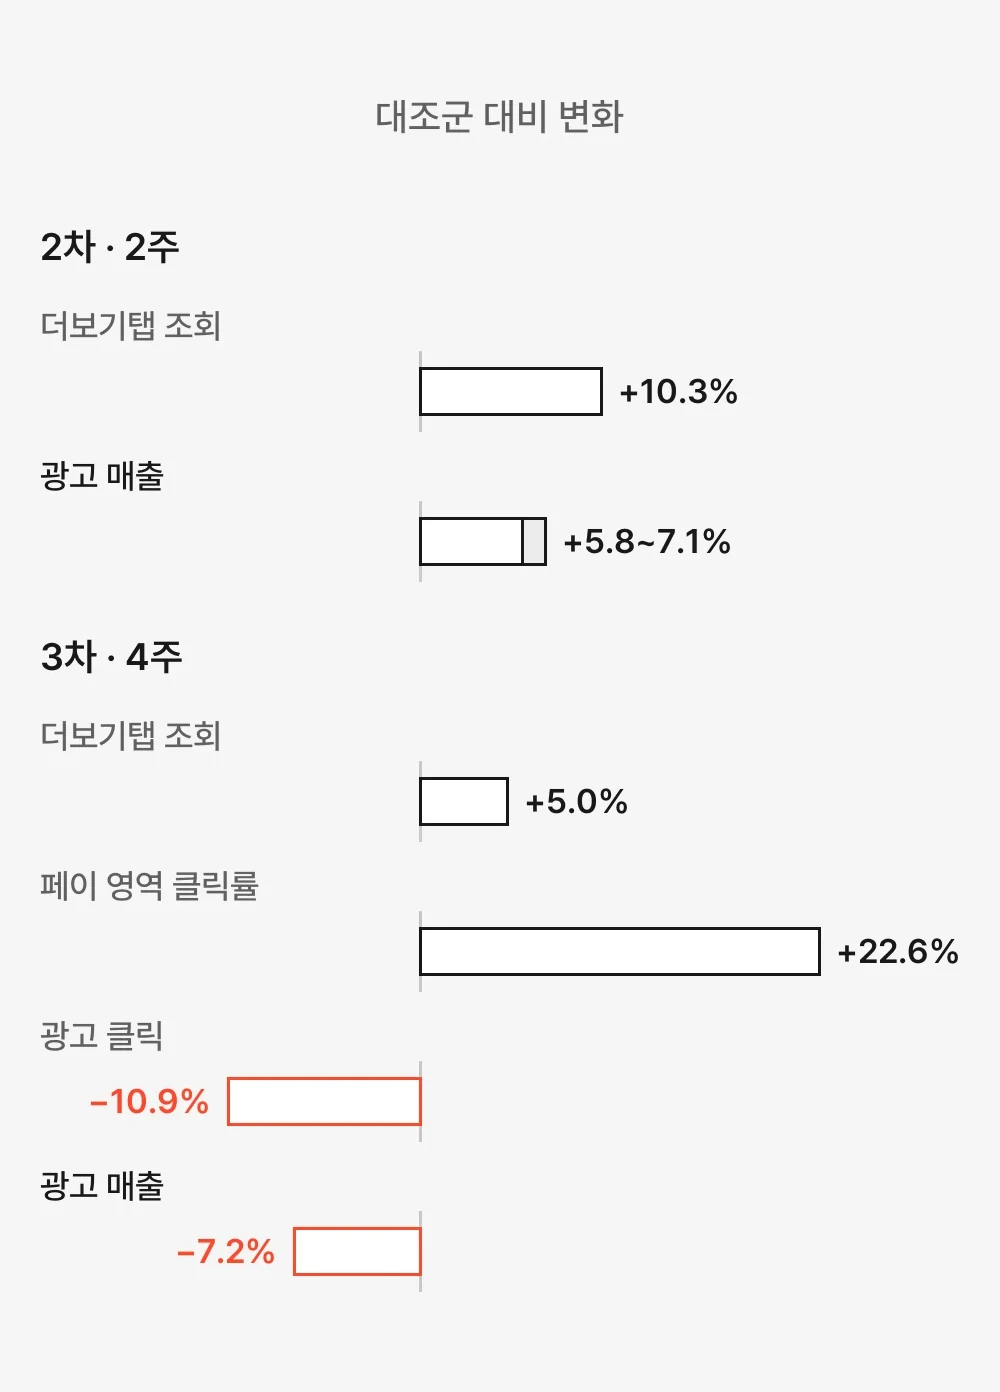 대조군 대비 변화
2차 · 2주
더보기탭 조회
+10.3%
광고 매출
+5.8~7.1%
3차 · 4주
더보기탭 조회
+5.0%
페이 영역 클릭률
+22.6%
광고 클릭
−10.9%
광고 매출
−7.2%